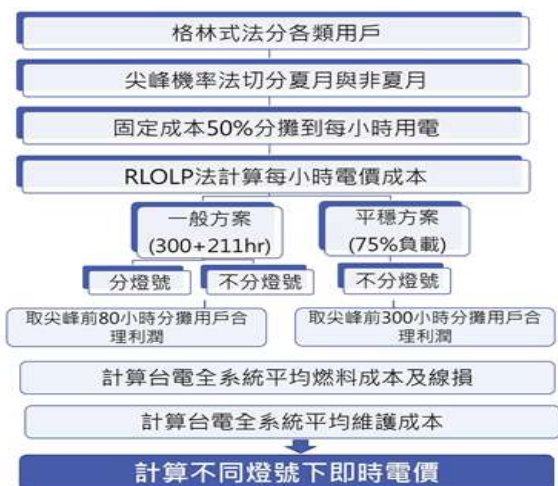 格林式法分各類用戶
尖峰機率法切分夏月與非夏月
固定成本50%分攤到每小時用電
RLOLP法計算每小時電價成本
一般方案
(300+211hr)
平穩方案
(75%負載)
分燈號
不分燈號
不分燈號
取尖峰前80小時分攤用戶合
理利潤
取尖峰前300小時分攤用戶合
理利潤
計算台電全系統平均燃料成本及線損
計算台電全系統平均維護成本
計算不同燈號下即時電價